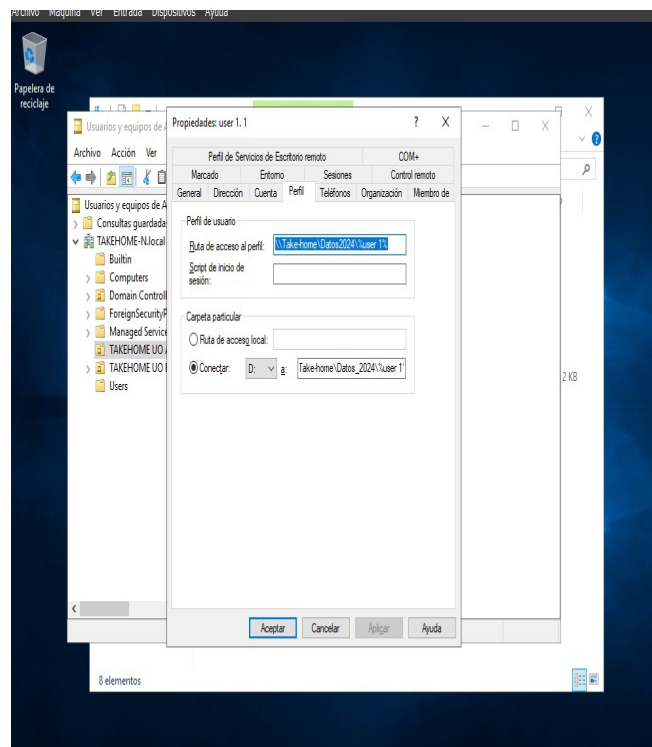 Archivo Máquina Ver Entrada Dispositivos Ayuda
Papelera de
reciclaje
Usuarios y equipos de A
Archivo Acción Ver
Usuarios y equipos de A
Consultas guardada
TAKEHOME-N.local
Builtin
Computers
Domain Controll
ForeignSecurityP
Managed Service
TAKEHOME UO A
TAKEHOME UO E
Users
Propiedades: user 1. 1
? X
Perfil de Servicios de Escritorio remoto COM+
Marcado Entorno Sesiones Control remoto
General Dirección Cuenta Perfil Teléfonos Organización Miembro de
Perfil de usuario
Ruta de acceso al perfil: \\Take-home\Datos2024\%user 1%
Script de inicio de
sesión:
Carpeta particular
Ruta de acceso local:
Conectar: D: a: Take-home\Datos_2024\%user 1%
Aceptar Cancelar Aplicar Ayuda
2 KB
8 elementos